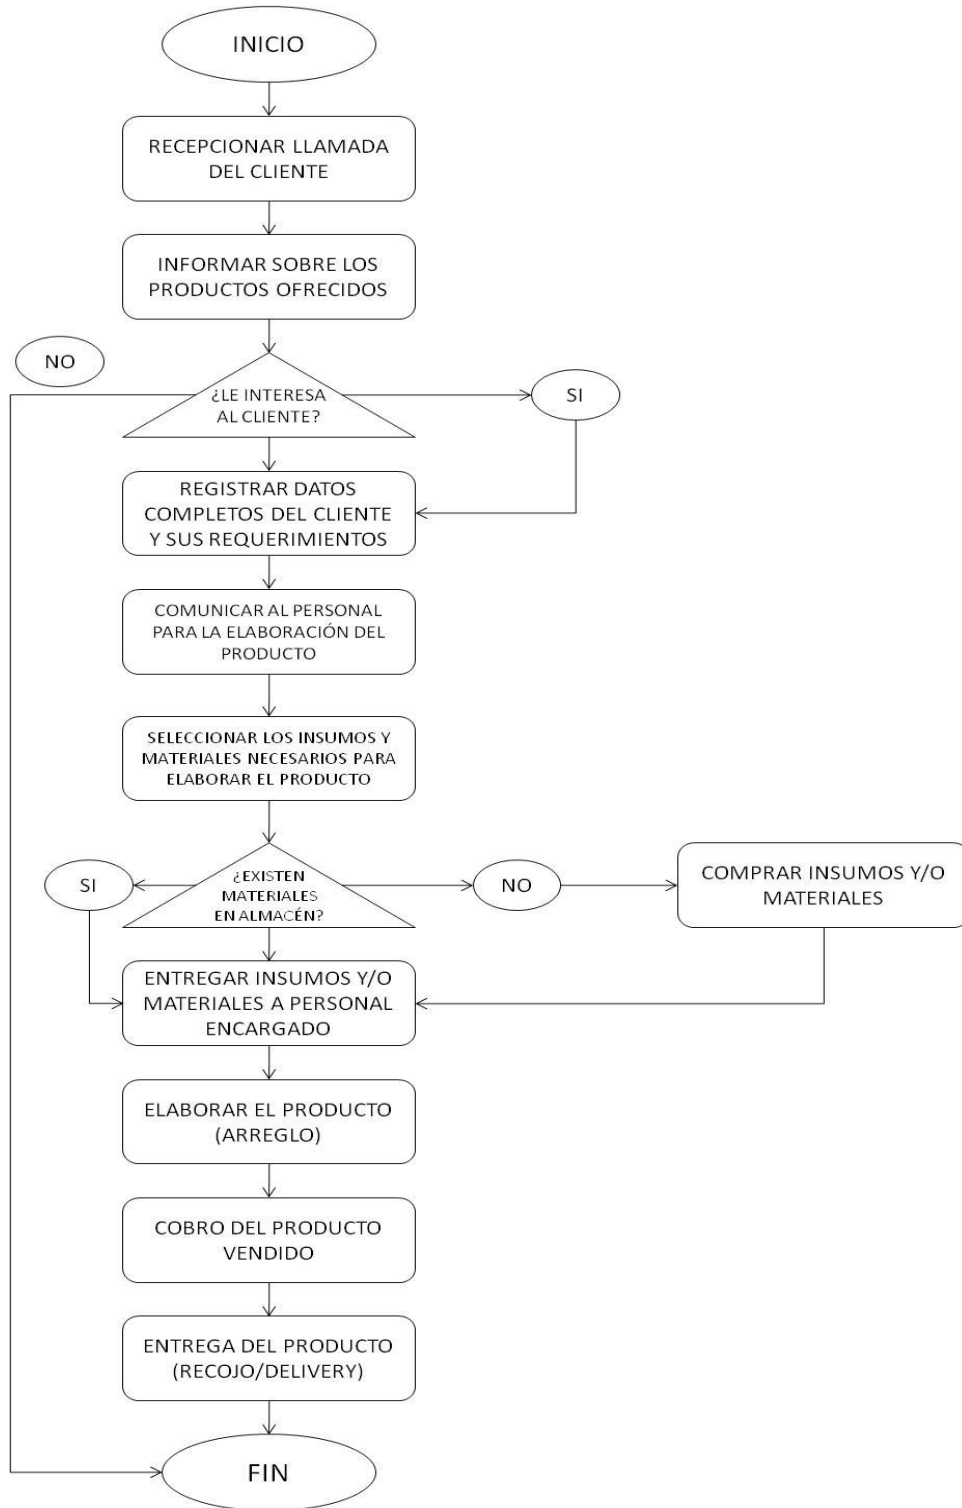 INICIO
RECEPCIONAR LLAMADA
DEL CLIENTE
INFORMAR SOBRE LOS
PRODUCTOS OFRECIDOS
NO
¿LE INTERESA
AL CLIENTE?
SI
REGISTRAR DATOS
COMPLETOS DEL CLIENTE
Y SUS REQUERIMIENTOS
COMUNICAR AL PERSONAL
PARA LA ELABORACIÓN DEL
PRODUCTO
SELECCIONAR LOS INSUMOS Y
MATERIALES NECESARIOS PARA
ELABORAR EL PRODUCTO
SI
¿EXISTEN
MATERIALES
EN ALMACÉN?
NO
COMPRAR INSUMOS Y/O
MATERIALES
ENTREGAR INSUMOS Y/O
MATERIALES A PERSONAL
ENCARGADO
ELABORAR EL PRODUCTO
(ARREGLO)
COBRO DEL PRODUCTO
VENDIDO
ENTREGA DEL PRODUCTO
(RECOJO/DELIVERY)
FIN